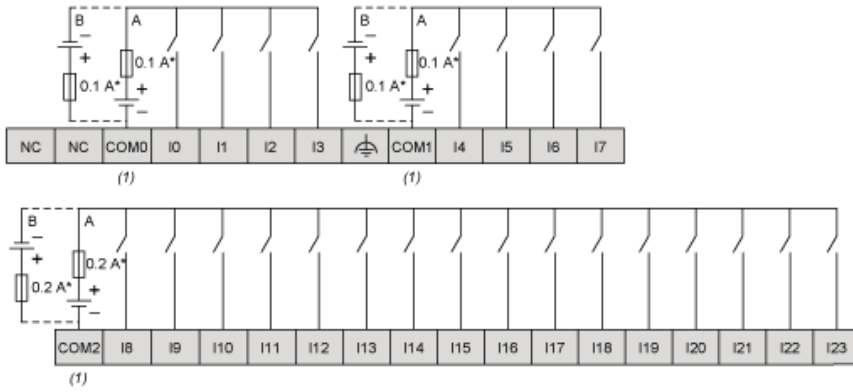 B A B A
− −
+ 0.1 A* + 0.1 A*
0.1 A* + 0.1 A* +
− −
NC NC COM0 I0 I1 I2 I3 COM1 I4 I5 I6 I7
(1) (1)
B A
−
+ 0.2 A*
0.2 A* +
−
COM2 I8 I9 I10 I11 I12 I13 I14 I15 I16 I17 I18 I19 I20 I21 I22 I23
(1)